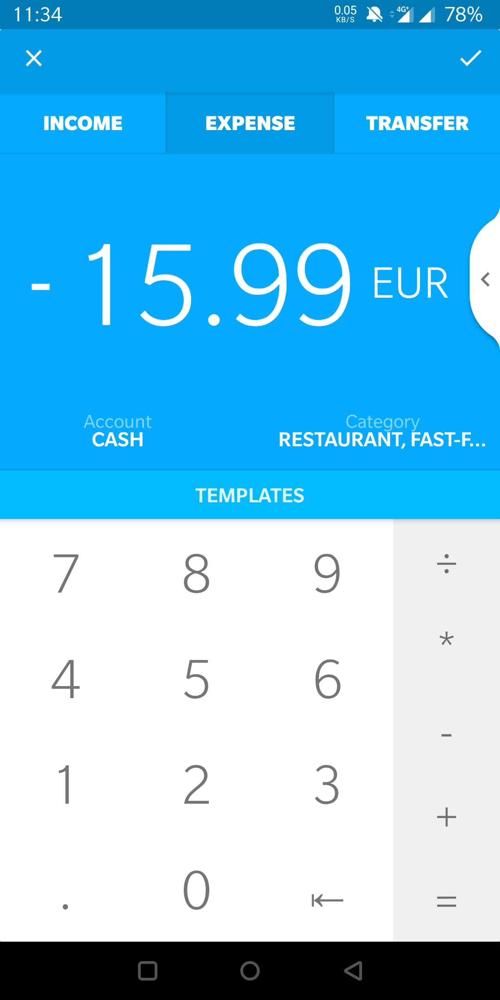 11:34 0.05 KB/S 4G+ 78%
INCOME EXPENSE TRANSFER
- 15.99 EUR
Account Category
CASH RESTAURANT, FAST-F...
TEMPLATES
7 8 9 ÷
4 5 6 *
-
1 2 3
+
. 0 =